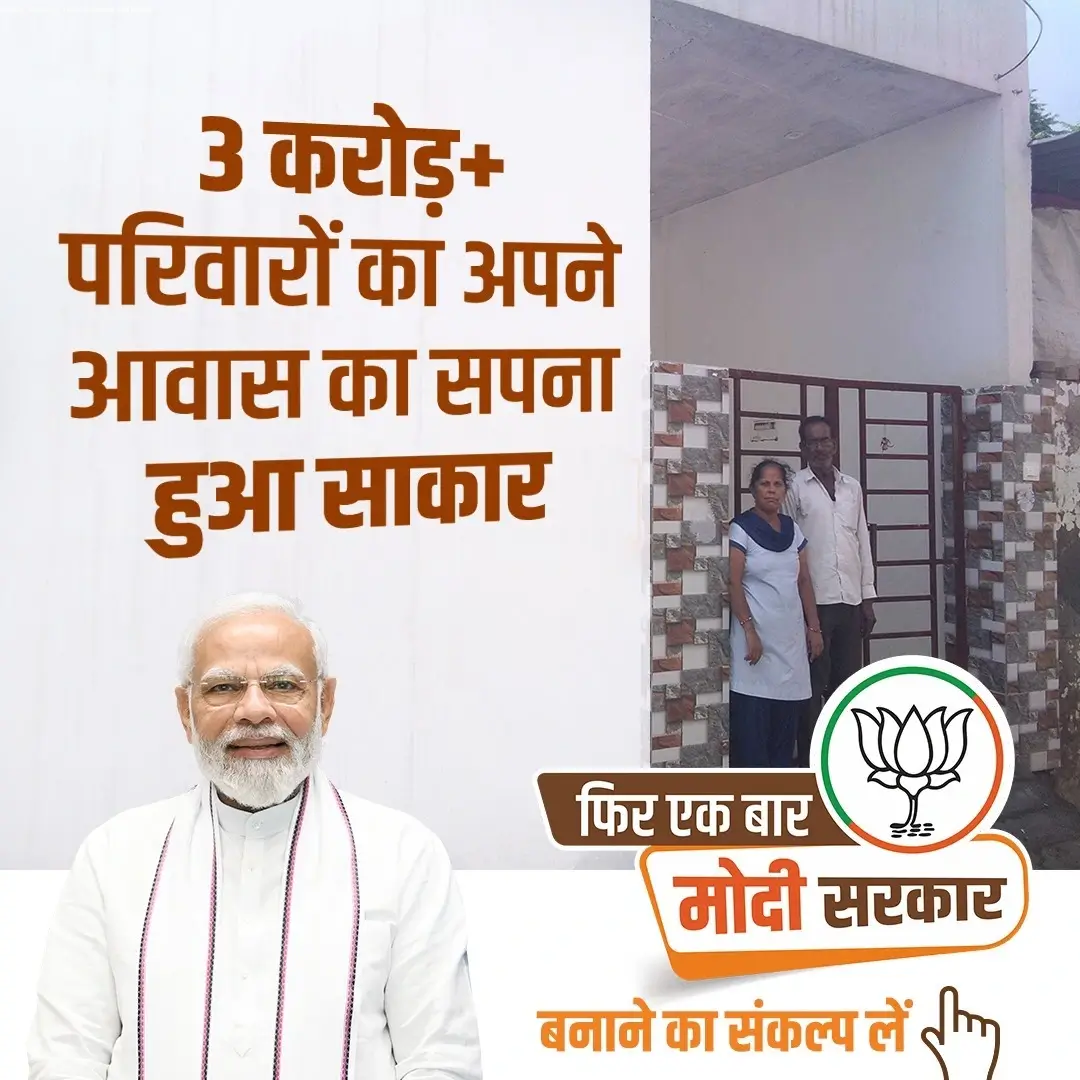 3 करोड़+
परिवारों का अपने
आवास का सपना
हुआ साकार
फिर एक बार
मोदी सरकार
बनाने का संकल्प लें